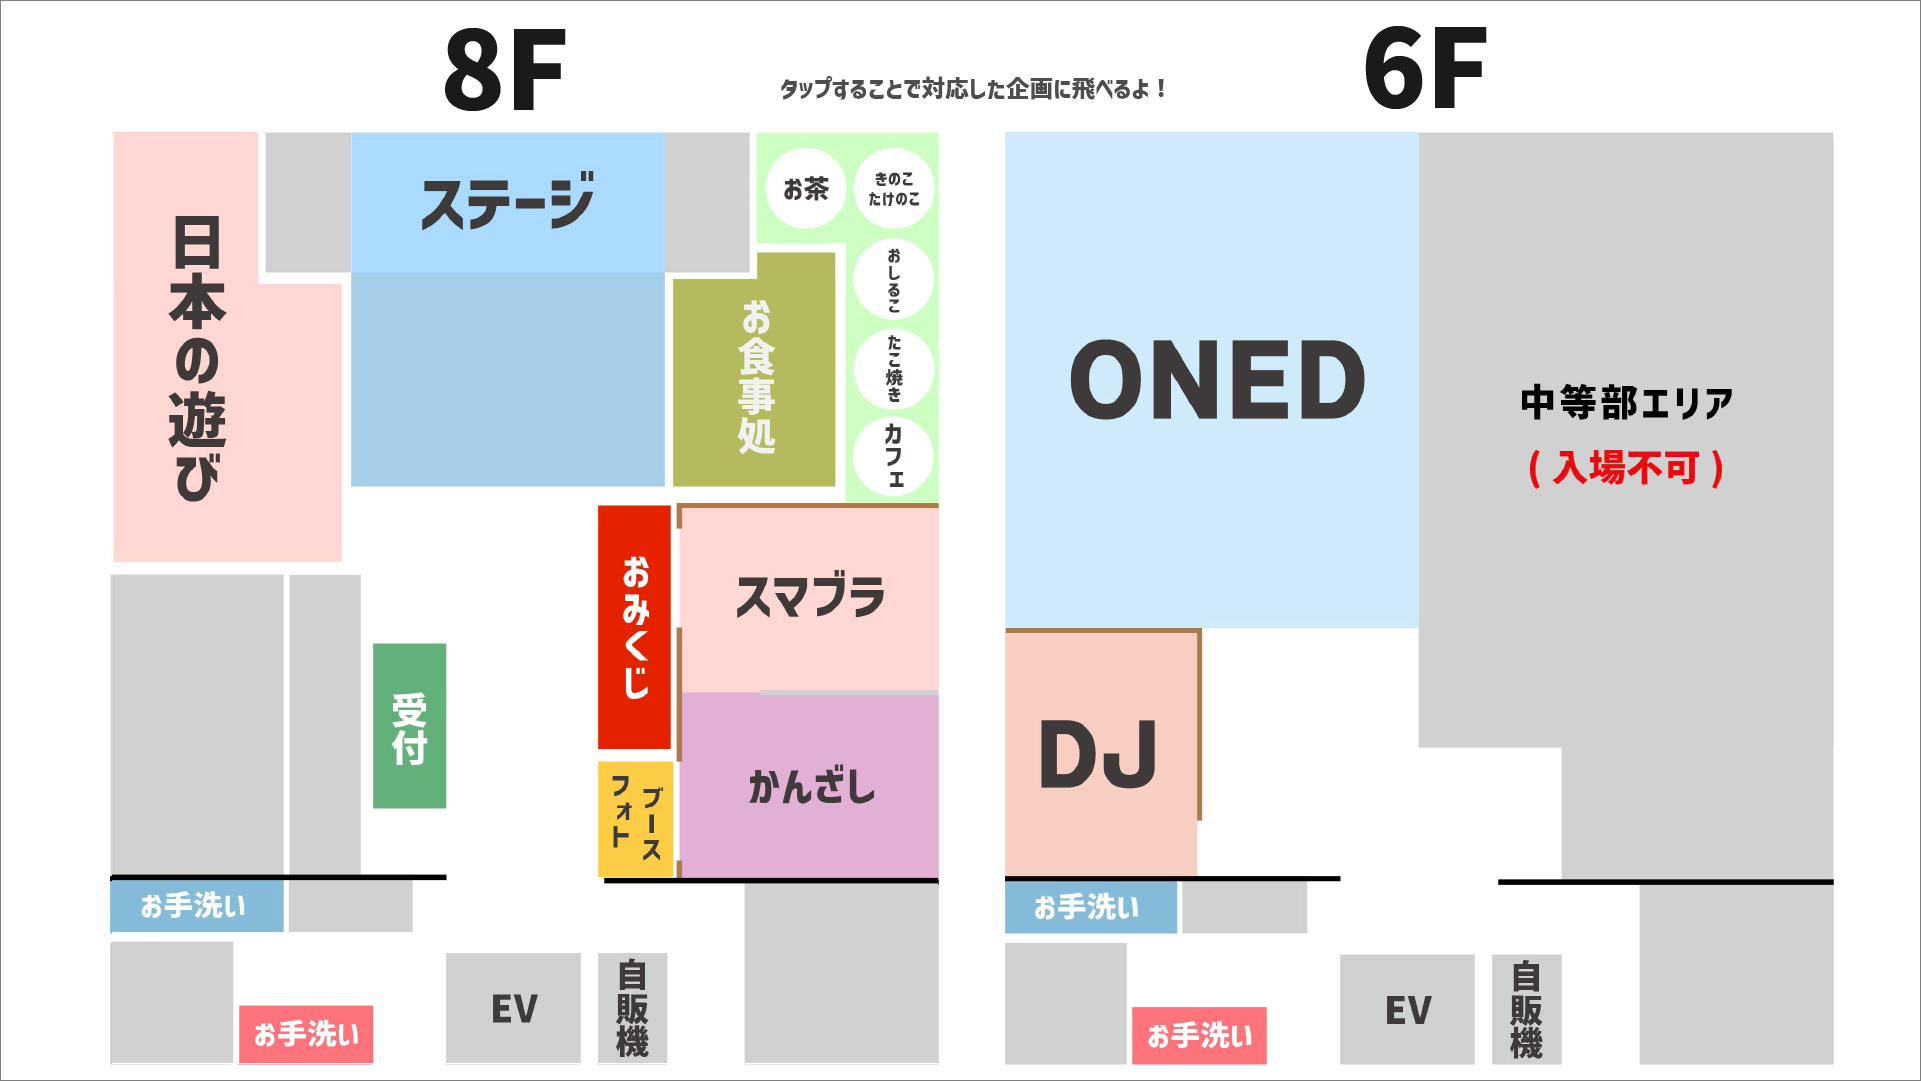 8F
6F
タップすることで対応した企画に飛べるよ！
日本の遊び
ステージ
お茶
きのこ
たけのこ
おしるこ
たこ焼き
カフェ
お食事処
おみくじ
スマブラ
受付
フォト
ブース
かんざし
お手洗い
お手洗い
EV
自販機
ONED
中等部エリア
(入場不可)
DJ
お手洗い
お手洗い
EV
自販機